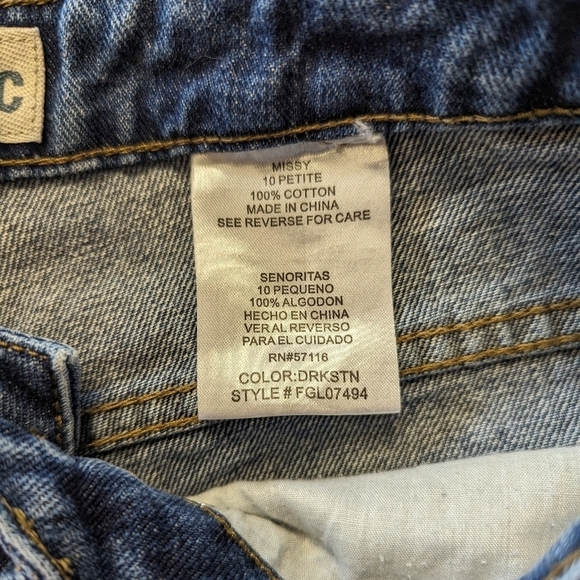 C
MISSY
10 PETITE
100% COTTON
MADE IN CHINA
SEE REVERSE FOR CARE
SENORITAS
10 PEQUENO
100% ALGODON
HECHO EN CHINA
VER AL REVERSO
PARA EL CUIDADO
RN#57116
COLOR:DRKSTN
STYLE # FGL07494